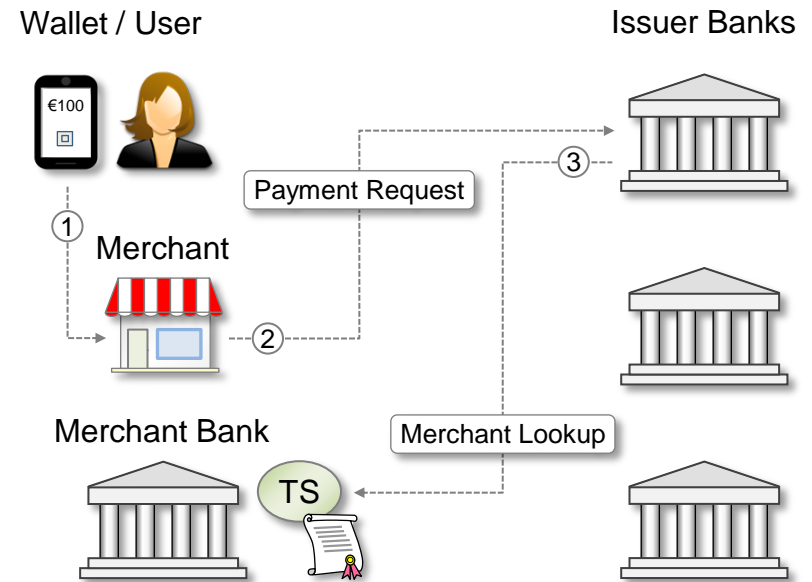 Wallet / User
Issuer Banks
€100
Payment Request
3
1
Merchant
2
Merchant Bank
Merchant Lookup
TS